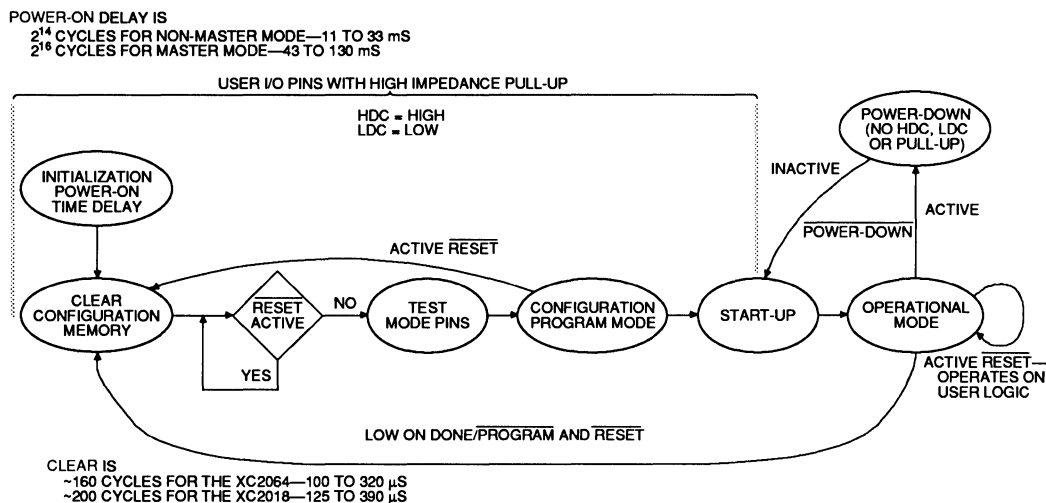 POWER-ON DELAY IS
2^14 CYCLES FOR NON-MASTER MODE—11 TO 33 mS
2^16 CYCLES FOR MASTER MODE—43 TO 130 mS
USER I/O PINS WITH HIGH IMPEDANCE PULL-UP
HDC = HIGH
LDC = LOW
POWER-DOWN
(NO HDC, LDC
OR PULL-UP)
INITIALIZATION
POWER-ON
TIME DELAY
INACTIVE
ACTIVE
POWER-DOWN
ACTIVE RESET
CLEAR
CONFIGURATION
MEMORY
RESET
ACTIVE
NO
YES
TEST
MODE PINS
CONFIGURATION
PROGRAM MODE
START-UP
OPERATIONAL
MODE
ACTIVE RESET—
OPERATES ON
USER LOGIC
LOW ON DONE/PROGRAM AND RESET
CLEAR IS
~160 CYCLES FOR THE XC2064—100 TO 320 μS
~200 CYCLES FOR THE XC2018—125 TO 390 μS